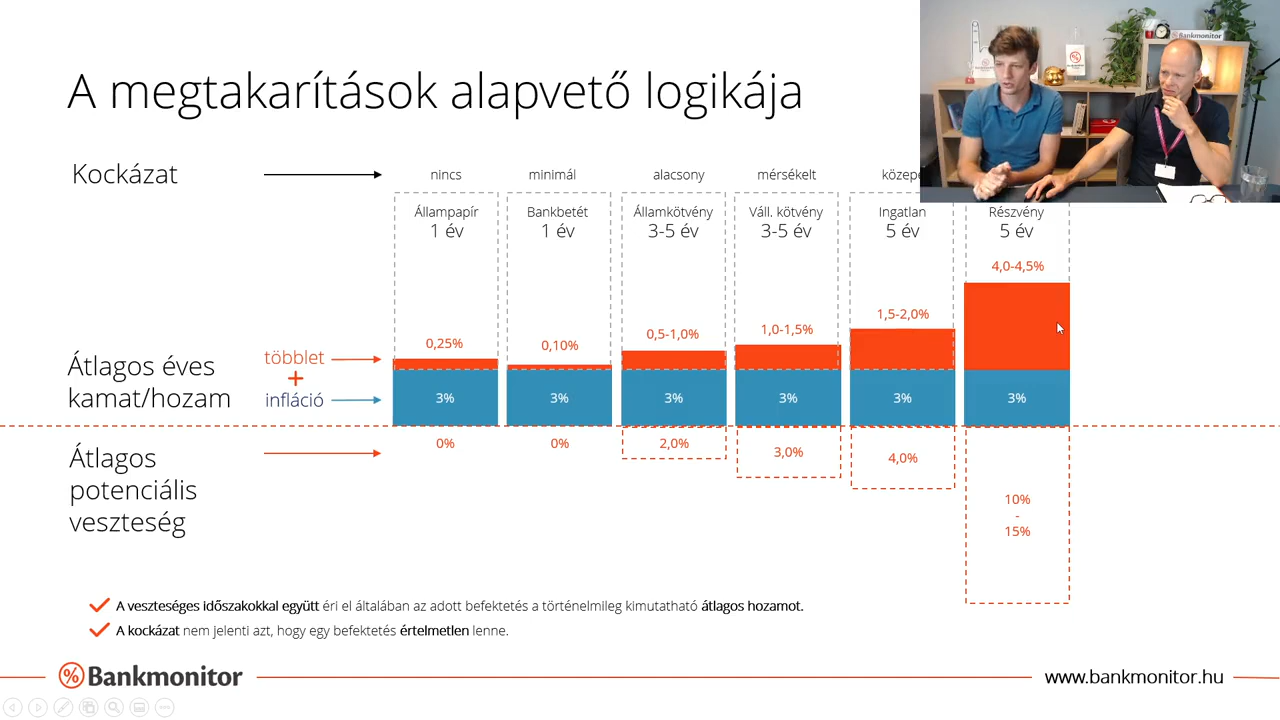 A megtakarítások alapvető logikája
Bankmonitor
Kockázat
nincs
minimál
alacsony
mérsékelt
Állampapír
1 év
Bankbetét
1 év
Államkötvény
3-5 év
Váll. kötvény
3-5 év
Ingatlan
5 év
Részvény
5 év
0,25%
0,10%
0,5-1,0%
1,0-1,5%
1,5-2,0%
4,0-4,5%
Átlagos éves
kamat/hozam
többlet
+
infláció
3%
3%
3%
3%
3%
3%
Átlagos
potenciális
veszteség
0%
0%
2,0%
3,0%
4,0%
10%
-
15%
A veszteséges időszakokkal együtt éri el általában az adott befektetés a történelmileg kimutatható átlagos hozamot.
A kockázat nem jelenti azt, hogy egy befektetés értelmetlen lenne.
% Bankmonitor
www.bankmonitor.hu